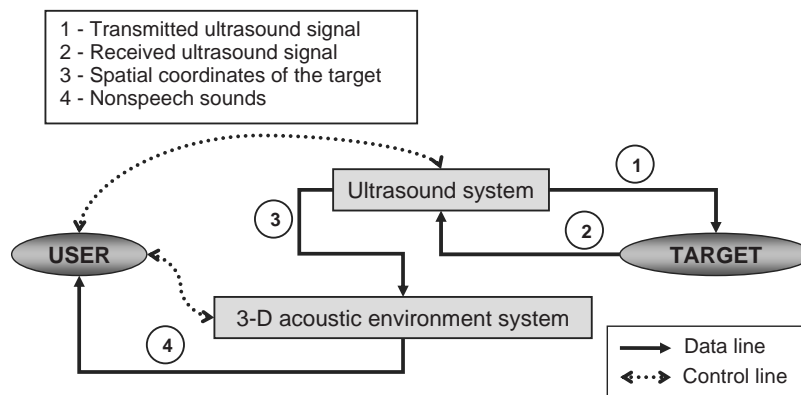 1 - Transmitted ultrasound signal
2 - Received ultrasound signal
3 - Spatial coordinates of the target
4 - Nonspeech sounds
1
Ultrasound system
3
2
USER
TARGET
3-D acoustic environment system
4
Data line
Control line